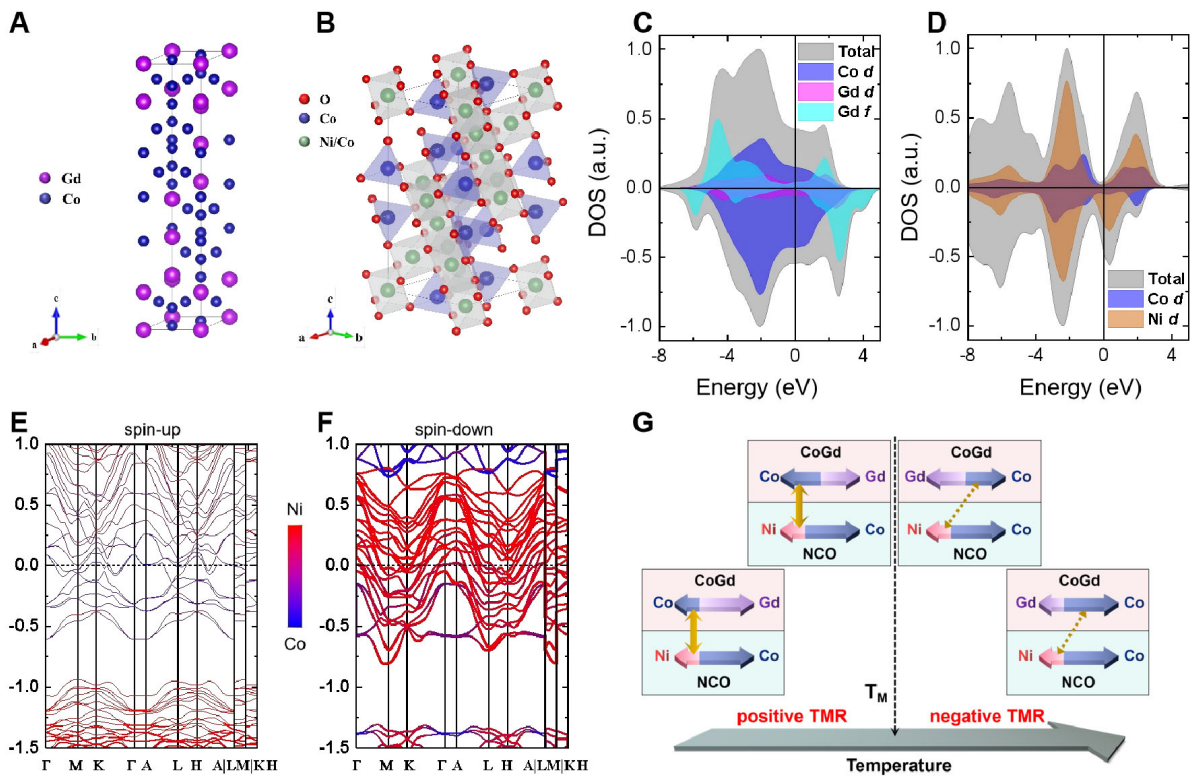 A
Gd
Co
c
a
b
B
O
Co
Ni/Co
c
a
b
C
Total
Co d
Gd d
Gd f
DOS (a.u.)
1.0
0.5
0.0
0.5
1.0
-8
-4
0
4
Energy (eV)
D
Total
Co d
Ni d
DOS (a.u.)
1.0
0.5
0.0
-0.5
-1.0
-8
-4
0
4
Energy (eV)
E
spin-up
1.0
0.5
0.0
-0.5
-1.0
-1.5
Γ M K Γ A L H A|LM|KH
Ni
Co
F
spin-down
1.0
0.5
0.0
-0.5
-1.0
-1.5
Γ M K Γ A L H A|LM|KH
G
CoGd
Co Gd
Ni Co
NCO
CoGd
Gd Co
Ni Co
NCO
CoGd
Co Gd
Ni Co
NCO
CoGd
Gd Co
Ni Co
NCO
TM
positive TMR
negative TMR
Temperature